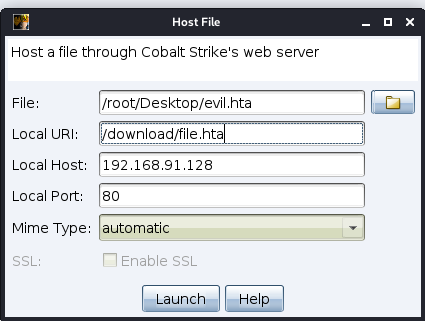 Host File
Host a file through Cobalt Strike's web server
File: /root/Desktop/evil.hta
Local URI: /download/file.hta
Local Host: 192.168.91.128
Local Port: 80
Mime Type: automatic
SSL: Enable SSL
Launch Help